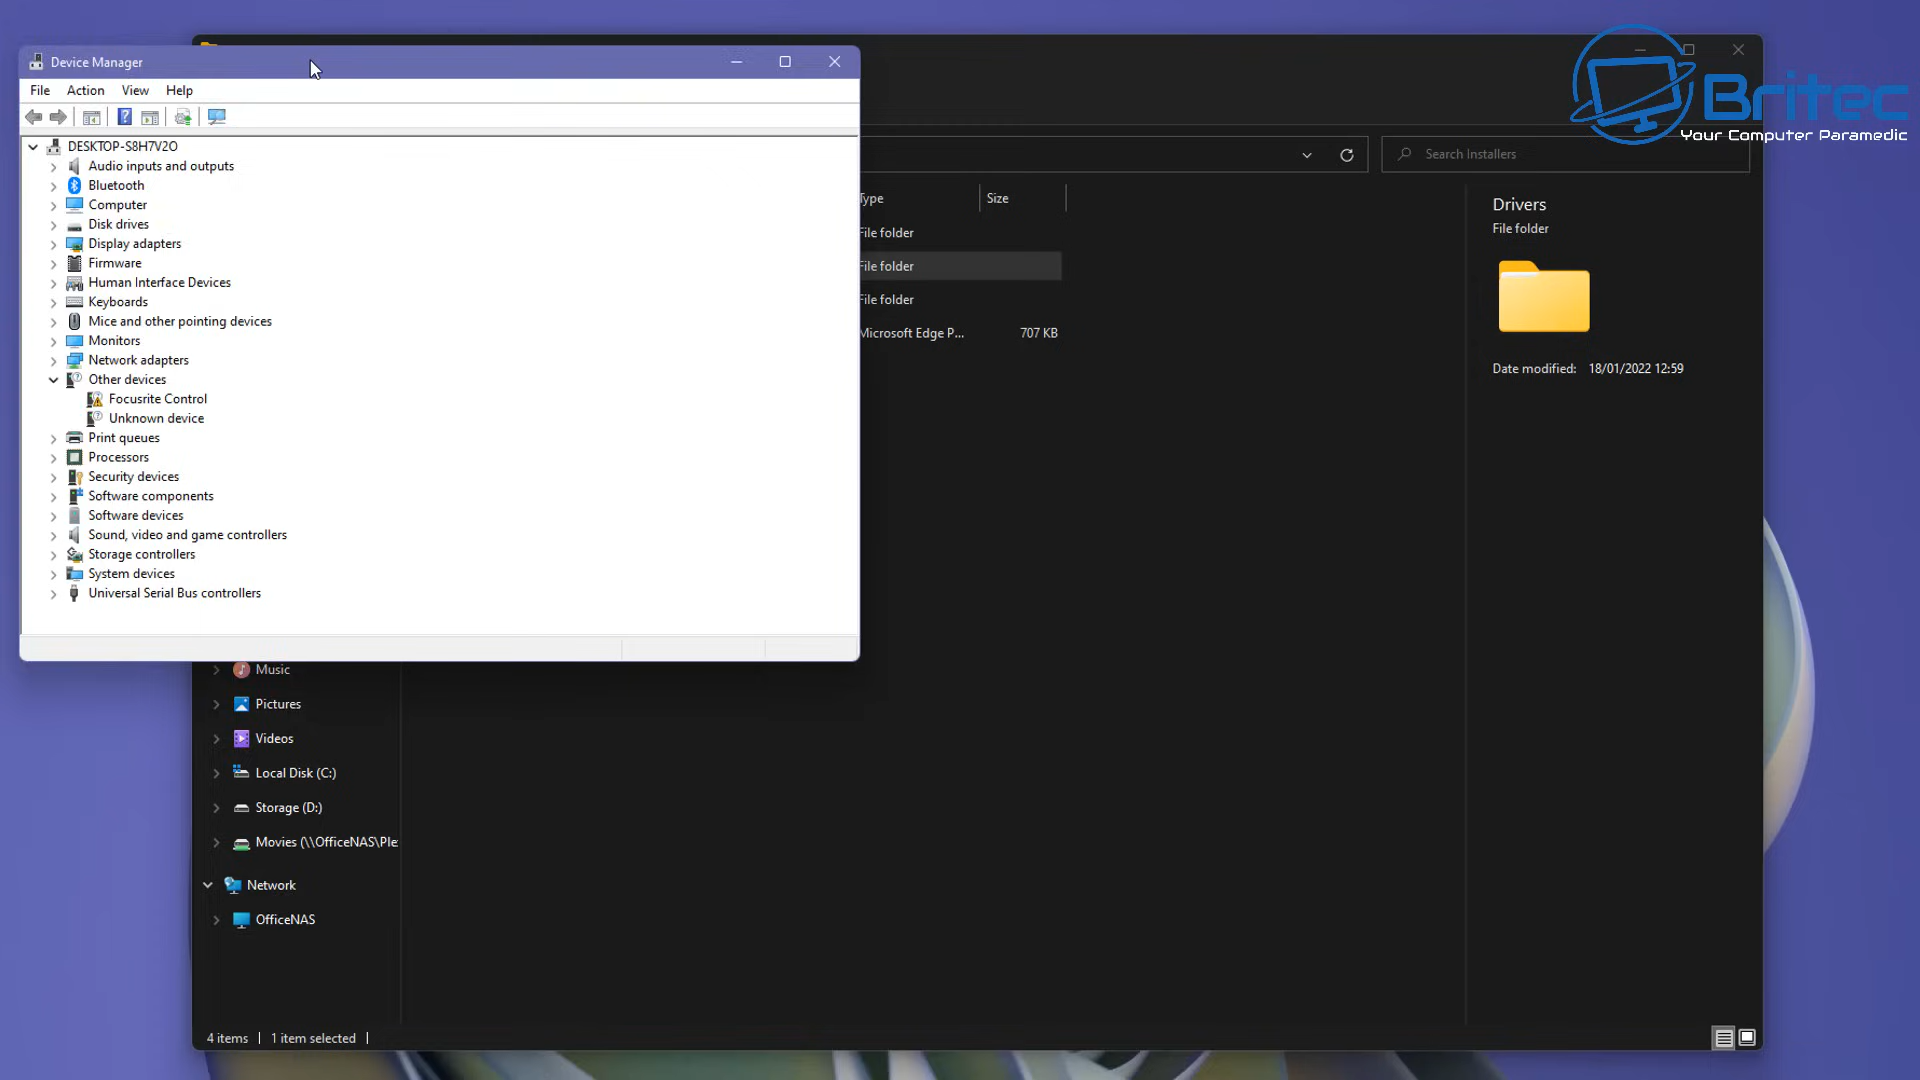 Device Manager
File Action View Help
DESKTOP-S8H7V2O
Audio inputs and outputs
Bluetooth
Computer
Disk drives
Display adapters
Firmware
Human Interface Devices
Keyboards
Mice and other pointing devices
Monitors
Network adapters
Other devices
Focusrite Control
Unknown device
Print queues
Processors
Security devices
Software components
Software devices
Sound, video and game controllers
Storage controllers
System devices
Universal Serial Bus controllers
Music
Pictures
Videos
Local Disk (C:)
Storage (D:)
Movies (\\OfficeNAS\Ple
Network
OfficeNAS
4 items 1 item selected
Search Installers
Type Size
File folder
File folder
File folder
Microsoft Edge P... 707 KB
Drivers
File folder
Date modified: 18/01/2022 12:59
Britec
Your Computer Paramedic